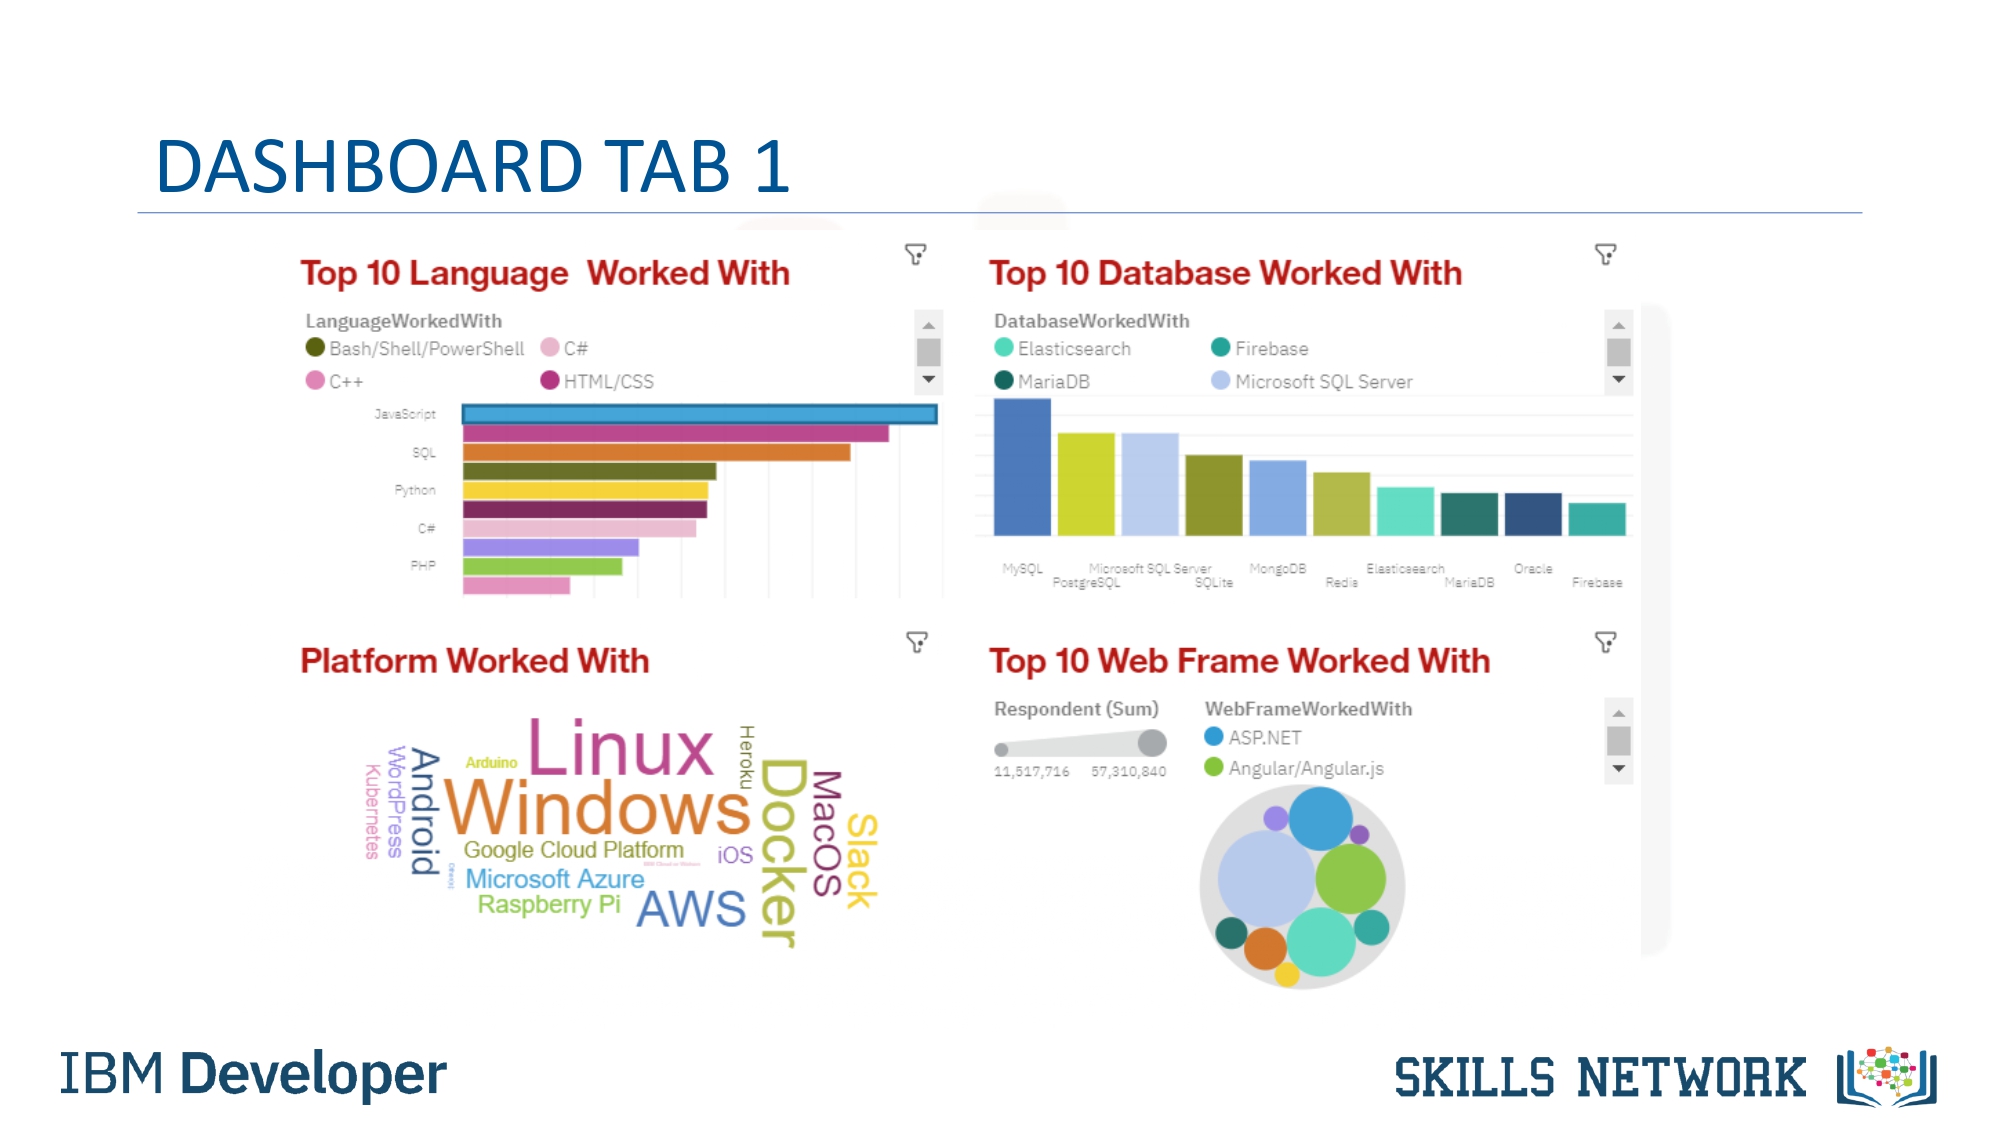 DASHBOARD TAB 1
Top 10 Language  Worked With
LanguageWorkedWith
Bash/Shell/PowerShell C#
C++ HTML/CSS
JavaScript
SQL
Python
C#
PHP
Top 10 Database Worked With
DatabaseWorkedWith
Elasticsearch Firebase
MariaDB Microsoft SQL Server
MySQL Microsoft SQL Server MongoDB Elasticsearch Oracle
PostgreSQL SQLite Redis MariaDB Firebase
Platform Worked With
Linux
Heroku
Arduino
Android
WordPress
Kubernetes
Windows
Docker
MacOS
Slack
Google Cloud Platform
iOS
Microsoft Azure
Raspberry Pi
AWS
Top 10 Web Frame Worked With
Respondent (Sum) WebFrameWorkedWith
ASP.NET
11,517,716 57,310,840 Angular/Angular.js
IBM Developer
SKILLS NETWORK